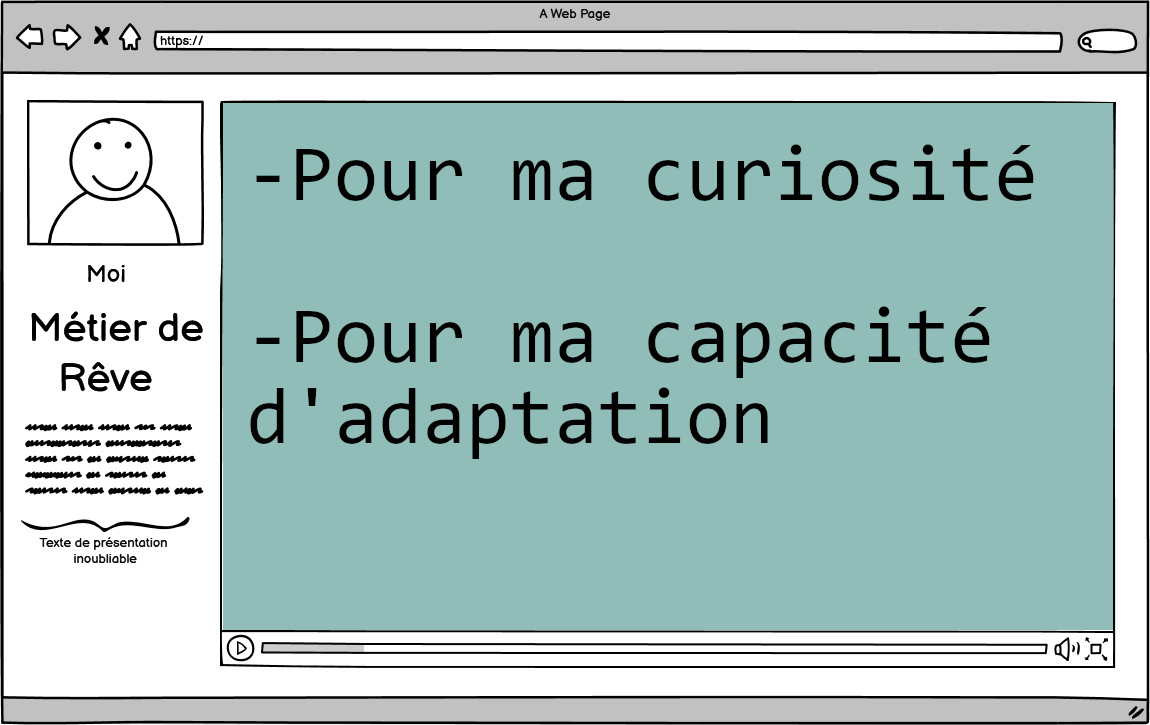 A Web Page
https://
-Pour ma curiosité
-Pour ma capacité
d'adaptation
Moi
Métier de
Rêve
Texte de présentation
inoubliable